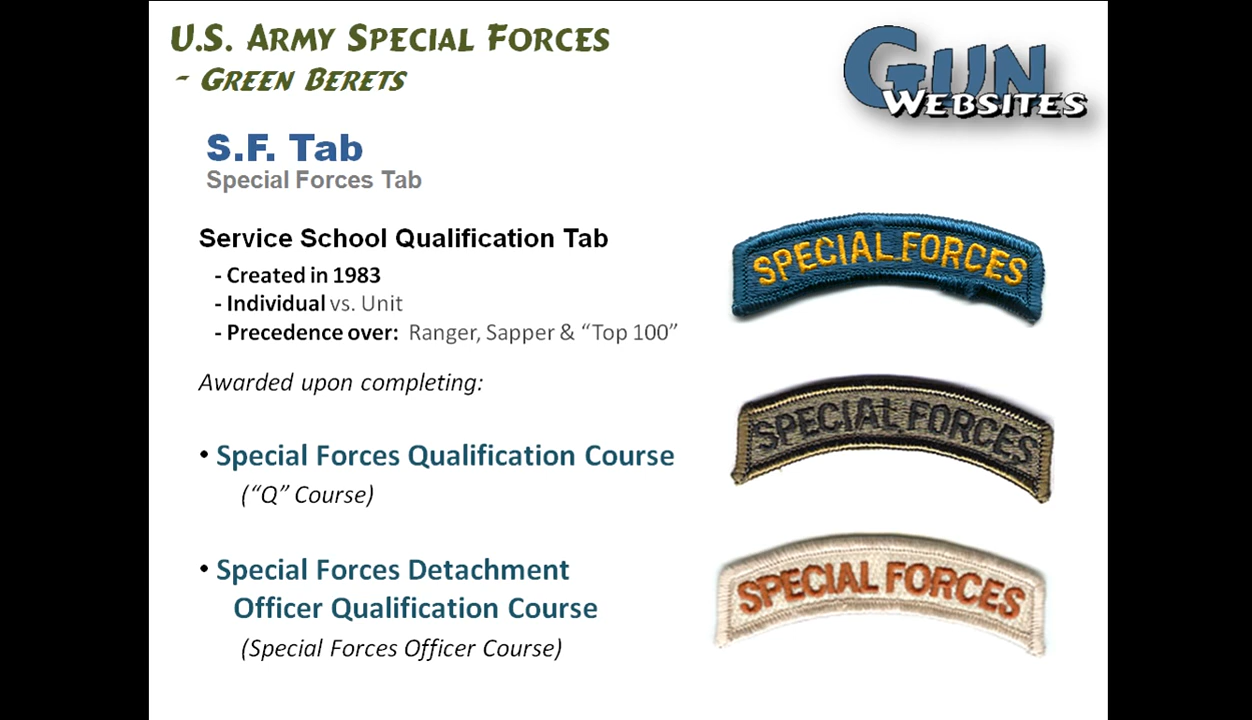 U.S. ARMY SPECIAL FORCES
- GREEN BERETS
GUN
WEBSITES
S.F. Tab
Special Forces Tab
Service School Qualification Tab
- Created in 1983
- Individual vs. Unit
- Precedence over: Ranger, Sapper & “Top 100”
Awarded upon completing:
• Special Forces Qualification Course
(“Q” Course)
• Special Forces Detachment
Officer Qualification Course
(Special Forces Officer Course)
SPECIAL FORCES
SPECIAL FORCES
SPECIAL FORCES